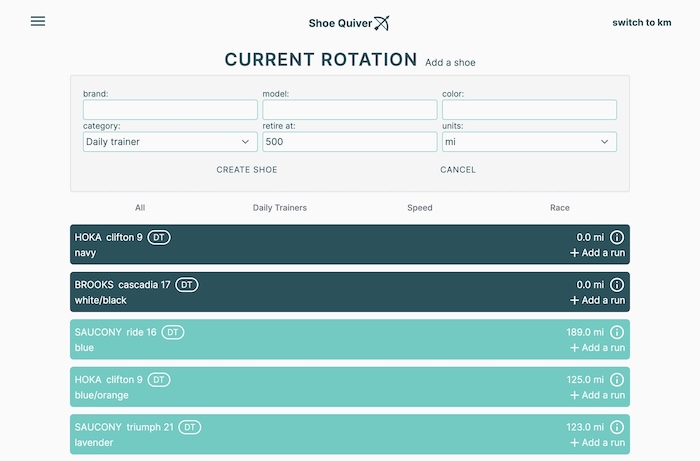 Shoe Quiver
switch to km
CURRENT ROTATION Add a shoe
brand: model: color:
category: retire at: units:
Daily trainer 500 mi
CREATE SHOE CANCEL
All Daily Trainers Speed Race
HOKA clifton 9 DT 0.0 mi
navy + Add a run
BROOKS cascadia 17 DT 0.0 mi
white/black + Add a run
SAUCONY ride 16 DT 189.0 mi
blue + Add a run
HOKA clifton 9 DT 125.0 mi
blue/orange + Add a run
SAUCONY triumph 21 DT 123.0 mi
lavender + Add a run